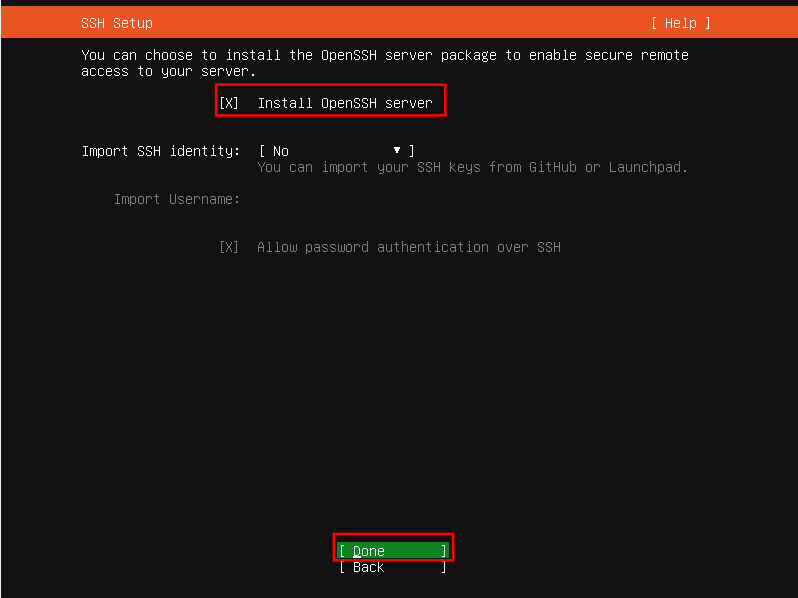 SSH Setup [ Help ]
You can choose to install the OpenSSH server package to enable secure remote
access to your server.
[X] Install OpenSSH server
Import SSH identity: [ No ▼ ]
You can import your SSH keys from GitHub or Launchpad.
Import Username:
[X] Allow password authentication over SSH
[ Done ]
[ Back ]